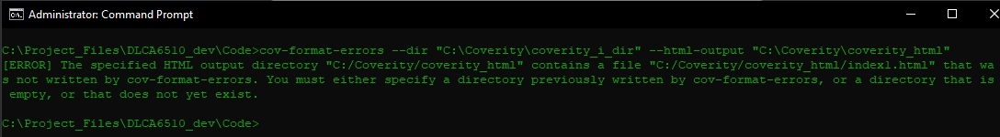 Administrator: Command Prompt
C:\Project_Files\DLCA6510_dev\Code>cov-format-errors --dir "C:\Coverity\coverity_i_dir" --html-output "C:\Coverity\coverity_html"
[ERROR] The specified HTML output directory "C:/Coverity/coverity_html" contains a file "C:/Coverity/coverity_html/index1.html" that wa
s not written by cov-format-errors. You must either specify a directory previously written by cov-format-errors, or a directory that is
 empty, or that does not yet exist.
C:\Project_Files\DLCA6510_dev\Code>